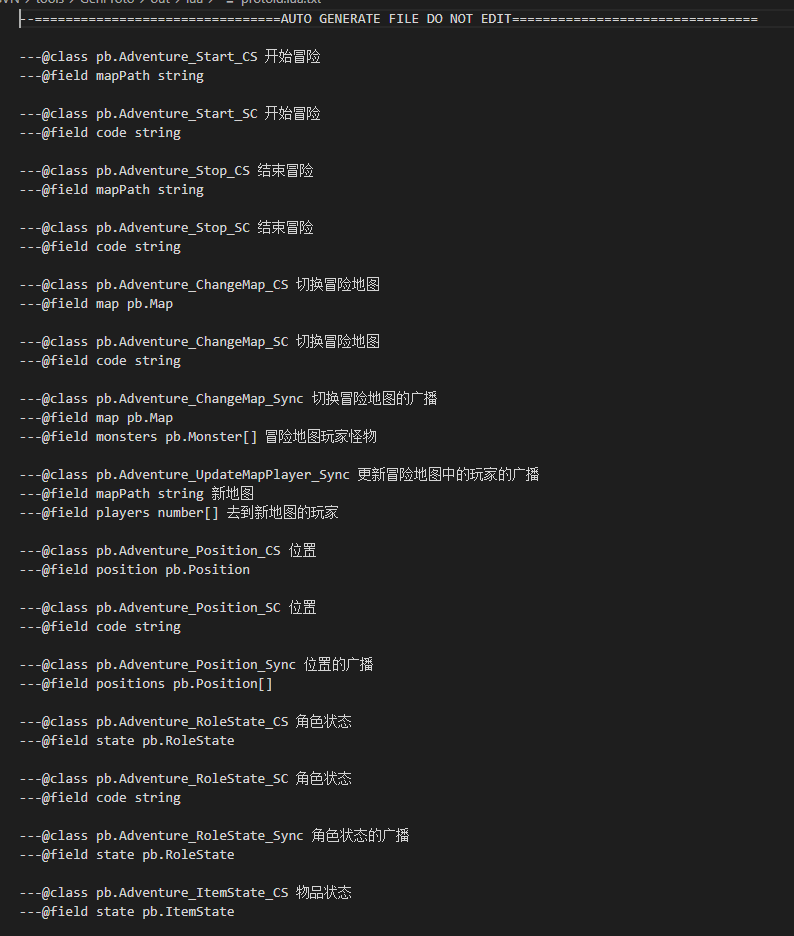 --================================AUTO GENERATE FILE DO NOT EDIT================================
---@class pb.Adventure_Start_CS 开始冒险
---@field mapPath string
---@class pb.Adventure_Start_SC 开始冒险
---@field code string
---@class pb.Adventure_Stop_CS 结束冒险
---@field mapPath string
---@class pb.Adventure_Stop_SC 结束冒险
---@field code string
---@class pb.Adventure_ChangeMap_CS 切换冒险地图
---@field map pb.Map
---@class pb.Adventure_ChangeMap_SC 切换冒险地图
---@field code string
---@class pb.Adventure_ChangeMap_Sync 切换冒险地图的广播
---@field map pb.Map
---@field monsters pb.Monster[] 冒险地图玩家怪物
---@class pb.Adventure_UpdateMapPlayer_Sync 更新冒险地图中的玩家的广播
---@field mapPath string 新地图
---@field players number[] 去到新地图的玩家
---@class pb.Adventure_Position_CS 位置
---@field position pb.Position
---@class pb.Adventure_Position_SC 位置
---@field code string
---@class pb.Adventure_Position_Sync 位置的广播
---@field positions pb.Position[]
---@class pb.Adventure_RoleState_CS 角色状态
---@field state pb.RoleState
---@class pb.Adventure_RoleState_SC 角色状态
---@field code string
---@class pb.Adventure_RoleState_Sync 角色状态的广播
---@field state pb.RoleState
---@class pb.Adventure_ItemState_CS 物品状态
---@field state pb.ItemState